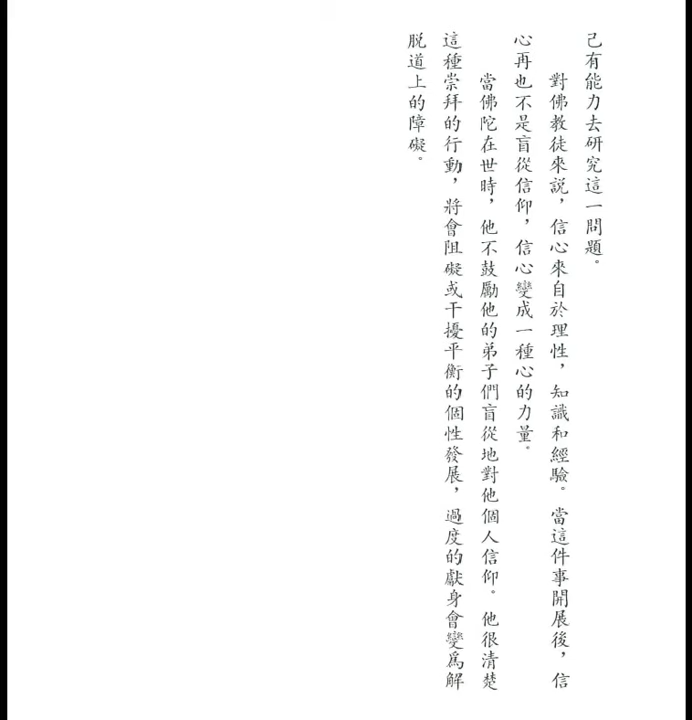 己有能力去研究這一問題。
對佛教徒來説，信心來自於理性，知識和經驗。當這件事開展後，信
心再也不是盲從信仰，信心變成一種心的力量。
當佛陀在世時，他不鼓勵他的弟子們盲從地對他個人信仰。他很清楚
這種崇拜的行動，將會阻礙或干擾平衡的個性發展，過度的獻身會變爲解
脱道上的障礙。